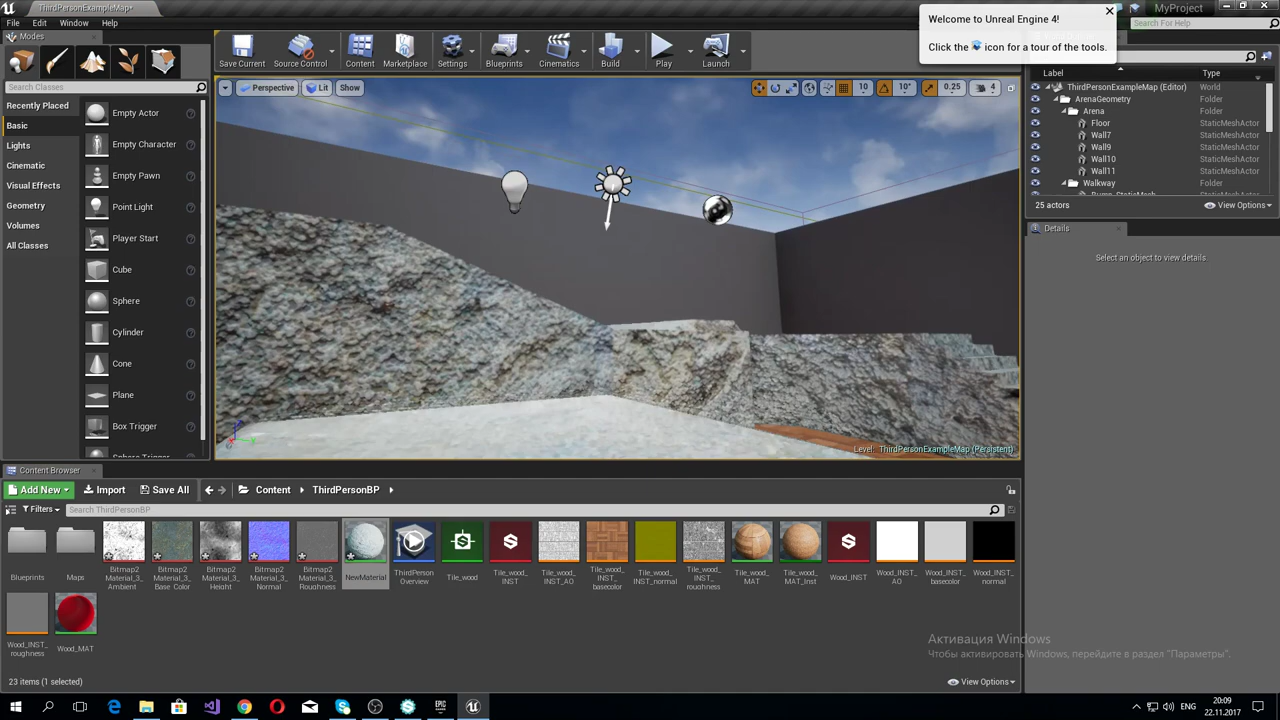 ThirdPersonExampleMap*
MyProject
File Edit Window Help
Search For Help
Welcome to Unreal Engine 4!
Click the icon for a tour of the tools.
Modes
Save Current
Source Control
Content
Marketplace
Settings
Blueprints
Cinematics
Build
Play
Launch
Search Classes
Perspective
Lit
Show
10
10°
0.25
4
Recently Placed
Basic
Lights
Cinematic
Visual Effects
Geometry
Volumes
All Classes
Empty Actor
Empty Character
Empty Pawn
Point Light
Player Start
Cube
Sphere
Cylinder
Cone
Plane
Box Trigger
Sphere Trigger
Level: ThirdPersonExampleMap (Persistent)
Label Type
ThirdPersonExampleMap (Editor) World
ArenaGeometry Folder
Arena Folder
Floor StaticMeshActor
Wall7 StaticMeshActor
Wall9 StaticMeshActor
Wall10 StaticMeshActor
Wall11 StaticMeshActor
Walkway Folder
25 actors
View Options
Details
Select an object to view details.
Content Browser
Add New
Import
Save All
Content
ThirdPersonBP
Filters
Search ThirdPersonBP
Blueprints
Maps
Bitmap2
Material_3_
Ambient
Bitmap2
Material_3_
Base_Color
Bitmap2
Material_3_
Height
Bitmap2
Material_3_
Normal
Bitmap2
Material_3_
Roughness
NewMaterial
ThirdPerson
Overview
Tile_wood
Tile_wood_
INST
Tile_wood_
INST_AO
Tile_wood_
INST_
basecolor
Tile_wood_
INST_normal
Tile_wood_
INST_
roughness
Tile_wood_
MAT
Tile_wood_
MAT_Inst
Wood_INST
Wood_INST_
AO
Wood_INST_
basecolor
Wood_INST_
normal
Wood_INST_
roughness
Wood_MAT
23 items (1 selected)
View Options
Активация Windows
Чтобы активировать Windows, перейдите в раздел "Параметры".
ENG
20:09
22.11.2017